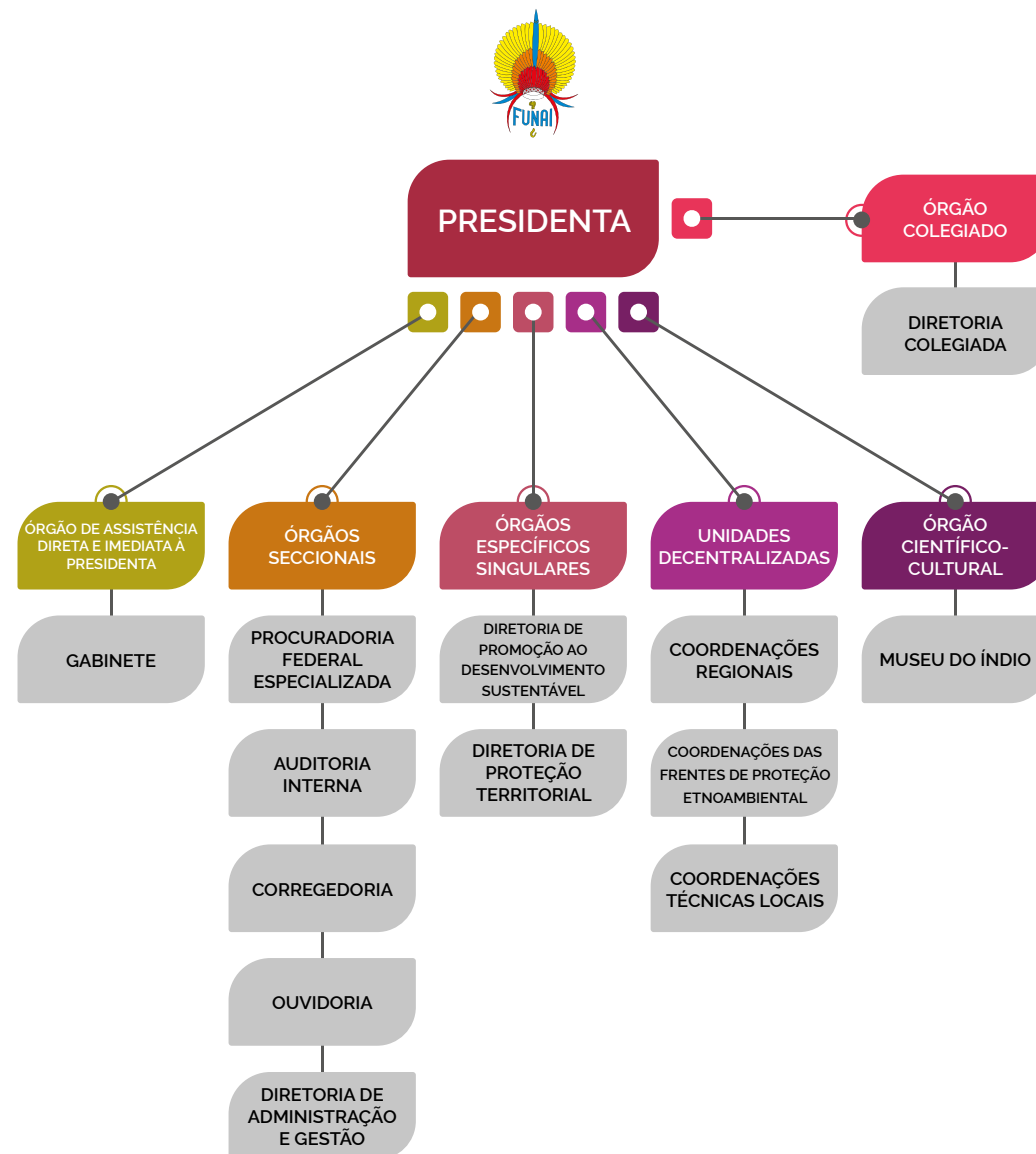 FUNAI
PRESIDENTA
ÓRGÃO
COLEGIADO
DIRETORIA
COLEGIADA
ÓRGÃO DE ASSISTÊNCIA
DIRETA E IMEDIATA À
PRESIDENTA
GABINETE
ÓRGÃOS
SECCIONAIS
PROCURADORIA
FEDERAL
ESPECIALIZADA
AUDITORIA
INTERNA
CORREGEDORIA
OUVIDORIA
DIRETORIA DE
ADMINISTRAÇÃO
E GESTÃO
ÓRGÃOS
ESPECÍFICOS
SINGULARES
DIRETORIA DE
PROMOÇÃO AO
DESENVOLVIMENTO
SUSTENTÁVEL
DIRETORIA DE
PROTEÇÃO
TERRITORIAL
UNIDADES
DECENTRALIZADAS
COORDENAÇÕES
REGIONAIS
COORDENAÇÕES DAS
FRENTES DE PROTEÇÃO
ETNOAMBIENTAL
COORDENAÇÕES
TÉCNICAS LOCAIS
ÓRGÃO
CIENTÍFICO-
CULTURAL
MUSEU DO ÍNDIO